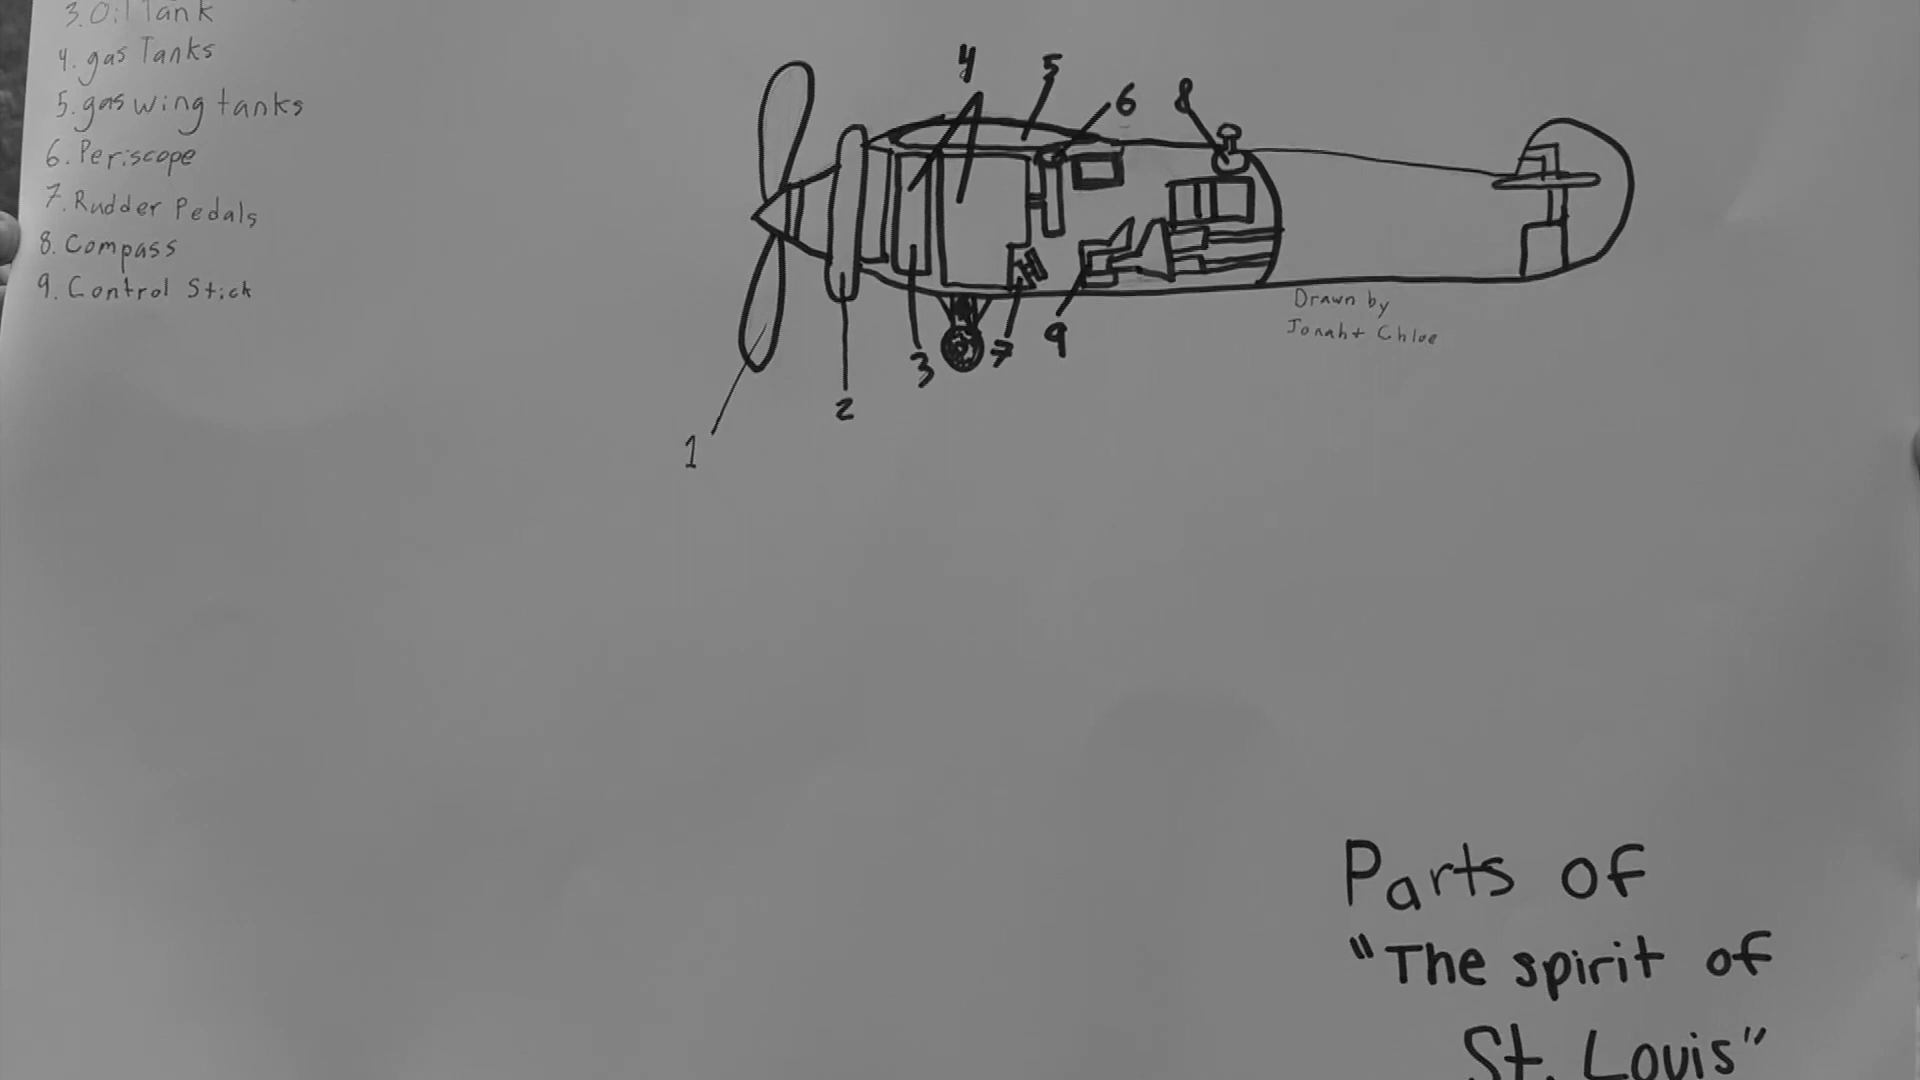 3. Oil Tank
4. gas Tanks
5. gas wing tanks
6. Periscope
7. Rudder Pedals
8. Compass
9. Control Stick
4
5
6
8
9
7
3
2
1
Drawn by
Jonah + Chloe
Parts of
"The spirit of
St. Louis"